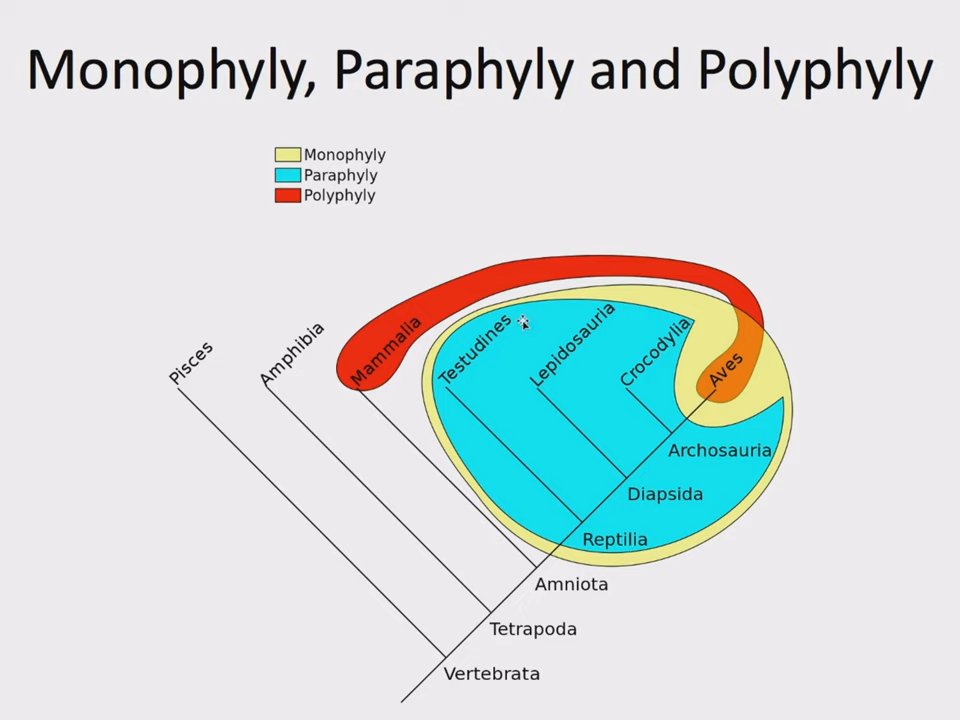 Monophyly, Paraphyly and Polyphyly
Monophyly
Paraphyly
Polyphyly
Pisces
Amphibia
Mammalia
Testudines
Lepidosauria
Crocodylia
Aves
Archosauria
Diapsida
Reptilia
Amniota
Tetrapoda
Vertebrata